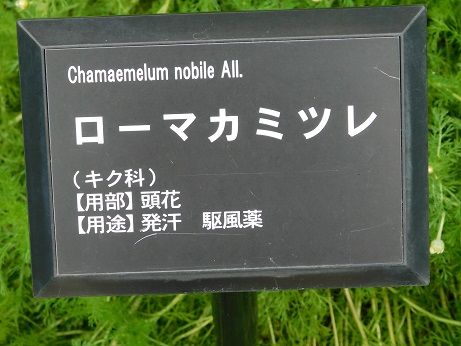 Chamaemelum nobile All.
ローマカミツレ
(キク科)
【用部】頭花
【用途】発汗　駆風薬